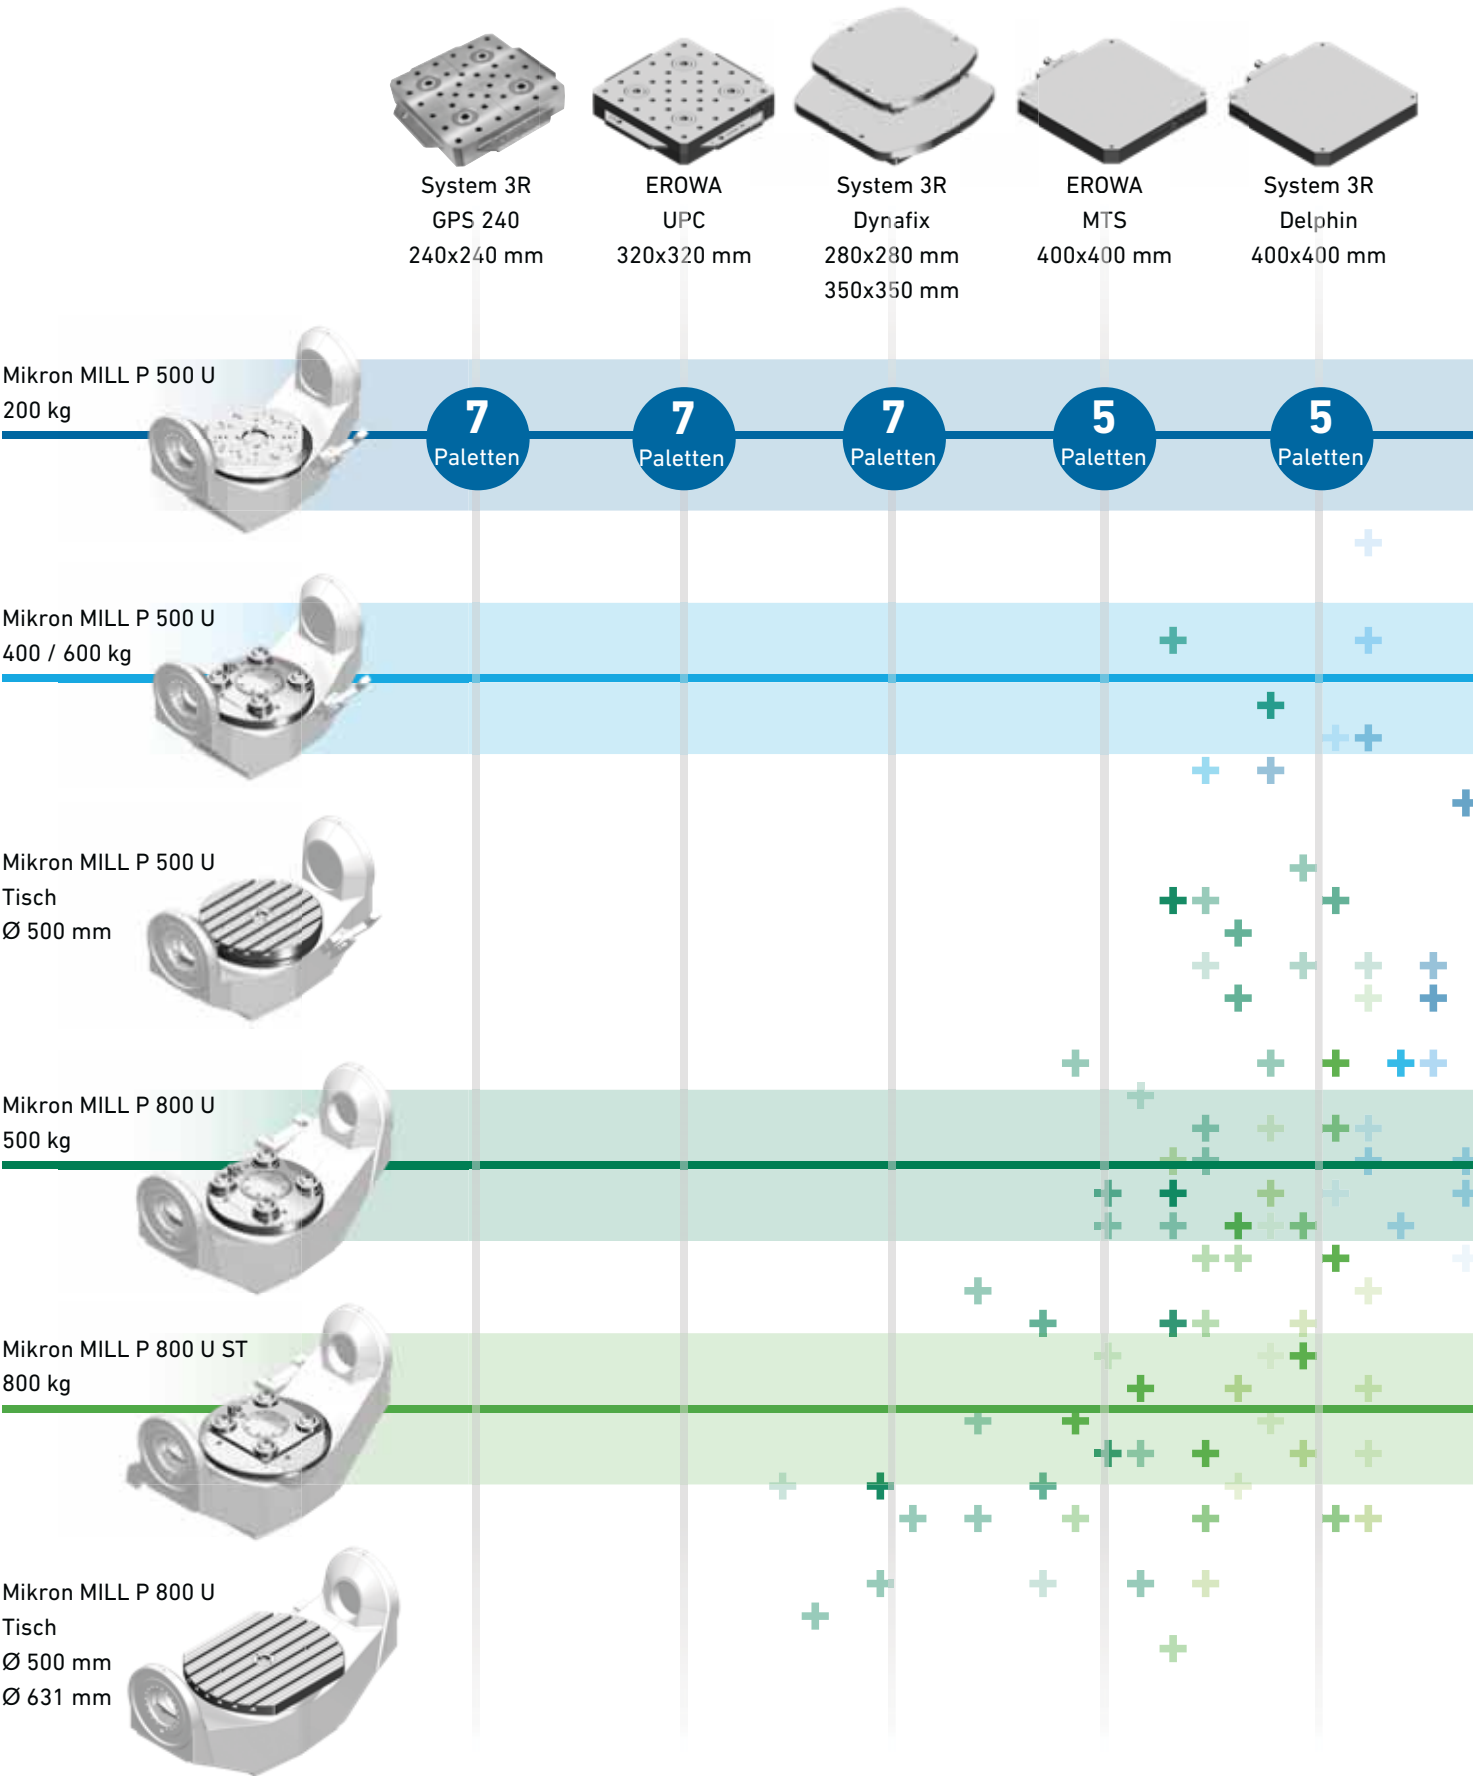 System 3R
GPS 240
240x240 mm
EROWA
UPC
320x320 mm
System 3R
Dynafix
280x280 mm
350x350 mm
EROWA
MTS
400x400 mm
System 3R
Delphin
400x400 mm
Mikron MILL P 500 U
200 kg
7
Paletten
7
Paletten
7
Paletten
5
Paletten
5
Paletten
Mikron MILL P 500 U
400 / 600 kg
Mikron MILL P 500 U
Tisch
Ø 500 mm
Mikron MILL P 800 U
500 kg
Mikron MILL P 800 U ST
800 kg
Mikron MILL P 800 U
Tisch
Ø 500 mm
Ø 631 mm